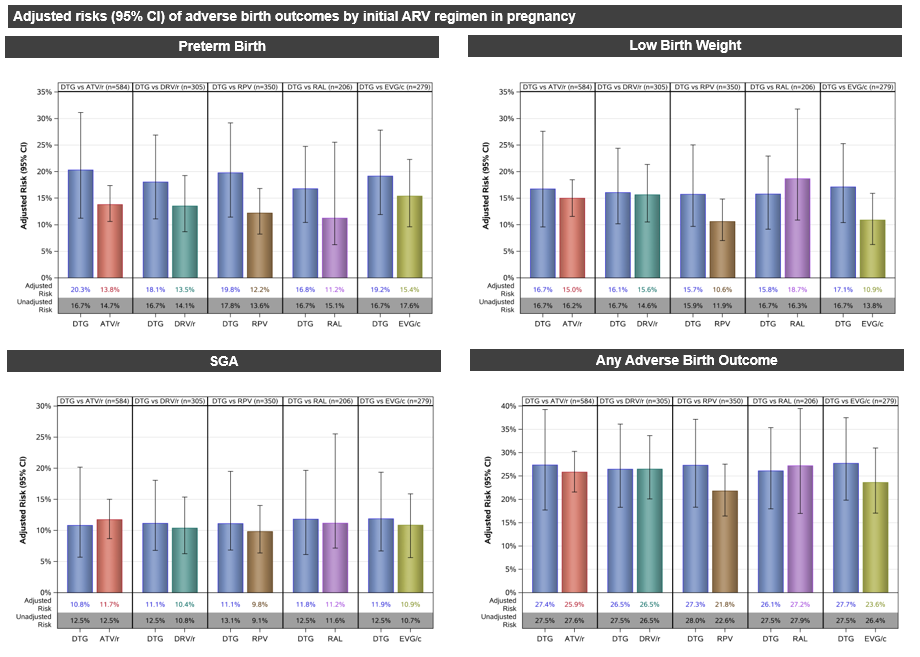 Adjusted risks (95% CI) of adverse birth outcomes by initial ARV regimen in pregnancy
Preterm Birth
DTG vs ATV/r (n=584) DTG vs DRV/r (n=305) DTG vs RPV (n=350) DTG vs RAL (n=206) DTG vs EVG/c (n=279)
Adjusted Risk (95% CI)
35%
30%
25%
20%
15%
10%
5%
0%
Adjusted Risk 20.3% 13.8% 18.1% 13.5% 19.8% 12.2% 16.8% 11.2% 19.2% 15.4%
Unadjusted Risk 16.7% 14.7% 16.7% 14.1% 17.8% 13.6% 16.7% 15.1% 16.7% 17.6%
DTG ATV/r DTG DRV/r DTG RPV DTG RAL DTG EVG/c
Low Birth Weight
DTG vs ATV/r (n=584) DTG vs DRV/r (n=305) DTG vs RPV (n=350) DTG vs RAL (n=206) DTG vs EVG/c (n=279)
Adjusted Risk (95% CI)
35%
30%
25%
20%
15%
10%
5%
0%
Adjusted Risk 16.7% 15.0% 16.1% 15.6% 15.7% 10.6% 15.8% 18.7% 17.1% 10.9%
Unadjusted Risk 16.7% 16.2% 16.7% 14.6% 15.9% 11.9% 16.7% 16.3% 16.7% 13.8%
DTG ATV/r DTG DRV/r DTG RPV DTG RAL DTG EVG/c
SGA
DTG vs ATV/r (n=584) DTG vs DRV/r (n=305) DTG vs RPV (n=350) DTG vs RAL (n=206) DTG vs EVG/c (n=279)
Adjusted Risk (95% CI)
30%
25%
20%
15%
10%
5%
0%
Adjusted Risk 10.8% 11.7% 11.1% 10.4% 11.1% 9.8% 11.8% 11.2% 11.9% 10.9%
Unadjusted Risk 12.5% 12.5% 12.5% 10.8% 13.1% 9.1% 12.5% 11.6% 12.5% 10.7%
DTG ATV/r DTG DRV/r DTG RPV DTG RAL DTG EVG/c
Any Adverse Birth Outcome
DTG vs ATV/r (n=584) DTG vs DRV/r (n=305) DTG vs RPV (n=350) DTG vs RAL (n=206) DTG vs EVG/c (n=279)
Adjusted Risk (95% CI)
40%
35%
30%
25%
20%
15%
10%
5%
0%
Adjusted Risk 27.4% 25.9% 26.5% 26.5% 27.3% 21.8% 26.1% 27.2% 27.7% 23.6%
Unadjusted Risk 27.5% 27.6% 27.5% 26.5% 28.0% 22.6% 27.5% 27.9% 27.5% 26.4%
DTG ATV/r DTG DRV/r DTG RPV DTG RAL DTG EVG/c